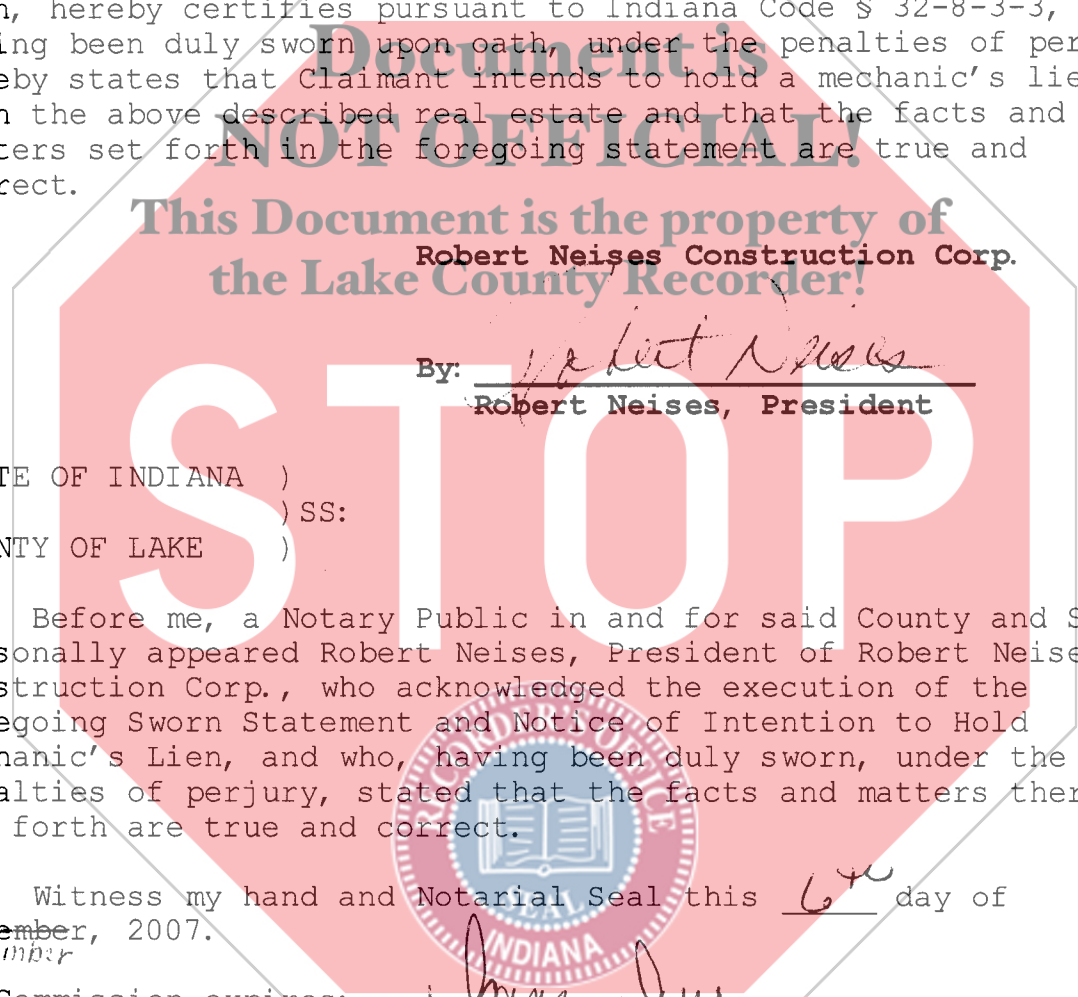 , hereby certifies pursuant to Indiana Code § 32-8-3-3,
ing been duly sworn upon oath, under the penalties of per
eby states that Claimant intends to hold a mechanic's lie
n the above described real estate and that the facts and
ters set forth in the foregoing statement are true and
rect.
Document is
NOT OFFICIAL!
This Document is the property of
the Lake County Recorder!
Robert Neises Construction Corp.
By: Robert Neises
Robert Neises, President
STOP
TE OF INDIANA )
) SS:
NTY OF LAKE )
Before me, a Notary Public in and for said County and S
sonally appeared Robert Neises, President of Robert Neise
struction Corp., who acknowledged the execution of the
egoing Sworn Statement and Notice of Intention to Hold
hanic's Lien, and who, having been duly sworn, under the
alties of perjury, stated that the facts and matters ther
forth are true and correct.
RECORDER'S OFFICE
SEAL
INDIANA
Witness my hand and Notarial Seal this 6th day of
ember, 2007.
mber
Commission expires: